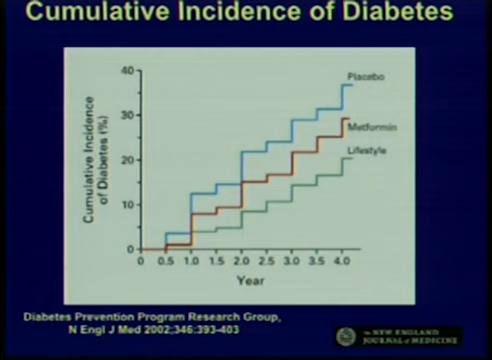 Cumulative Incidence of Diabetes
Cumulative Incidence
of Diabetes (%)
40
30
20
10
0
Placebo
Metformin
Lifestyle
0 0.5 1.0 1.5 2.0 2.5 3.0 3.5 4.0
Year
Diabetes Prevention Program Research Group,
N Engl J Med 2002;346:393-403
The NEW ENGLAND
JOURNAL of MEDICINE